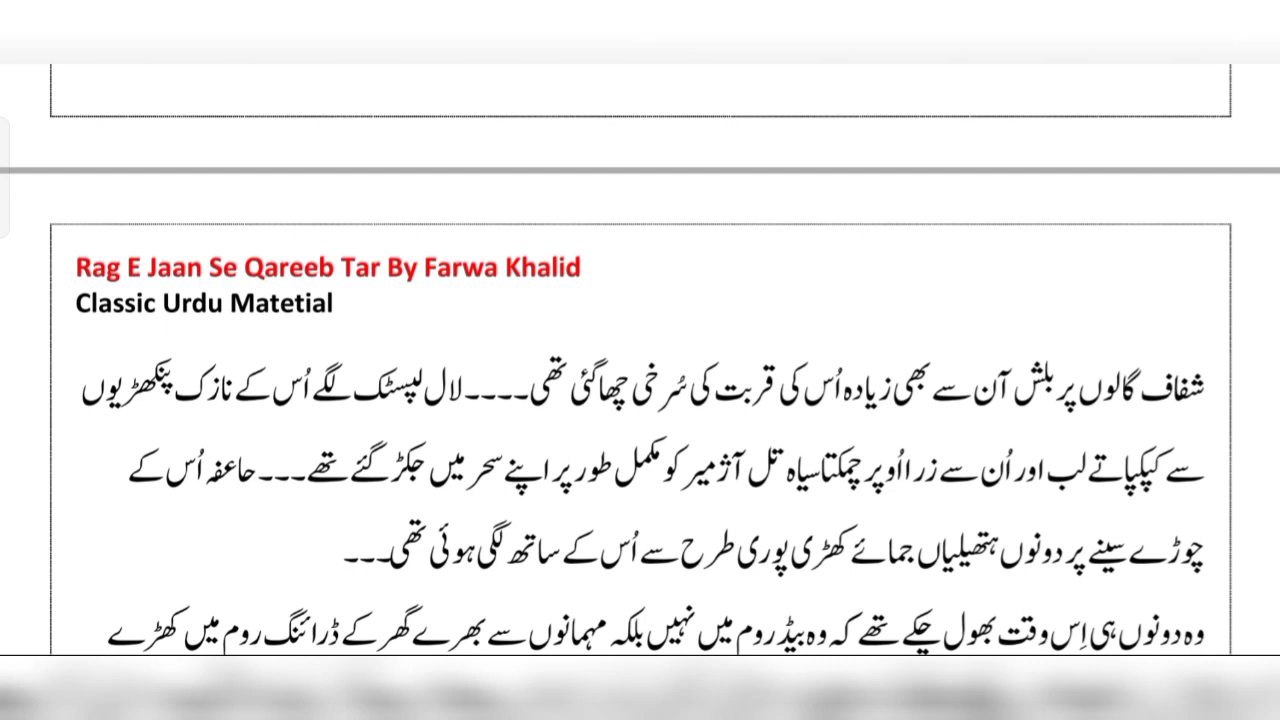 Rag E Jaan Se Qareeb Tar By Farwa Khalid
Classic Urdu Matetial
شفاف گالوں پر بلش آن سے بھی زیادہ اُس کی قربت کی سُرخی چھاگئی تھی۔۔۔۔لال لپسٹک لگے اُس کے نازک پنکھڑیوں
سے کپکپاتے لب اور اُن سے زرا اُوپر چمکتا سیاہ تل آژمیر کو مکمل طور پر اپنے سحر میں جکڑ گئے تھے۔۔۔حاعفہ اُس کے
چوڑے سینے پر دونوں ہتھیلیاں جمائے کھڑی پوری طرح سے اُس کے ساتھ لگی ہوئی تھی۔۔۔
وہ دونوں ہی اِس وقت بھول چکے تھے کہ وہ بیڈروم میں نہیں بلکہ مہمانوں سے بھرے گھر کے ڈرائنگ روم میں کھڑے